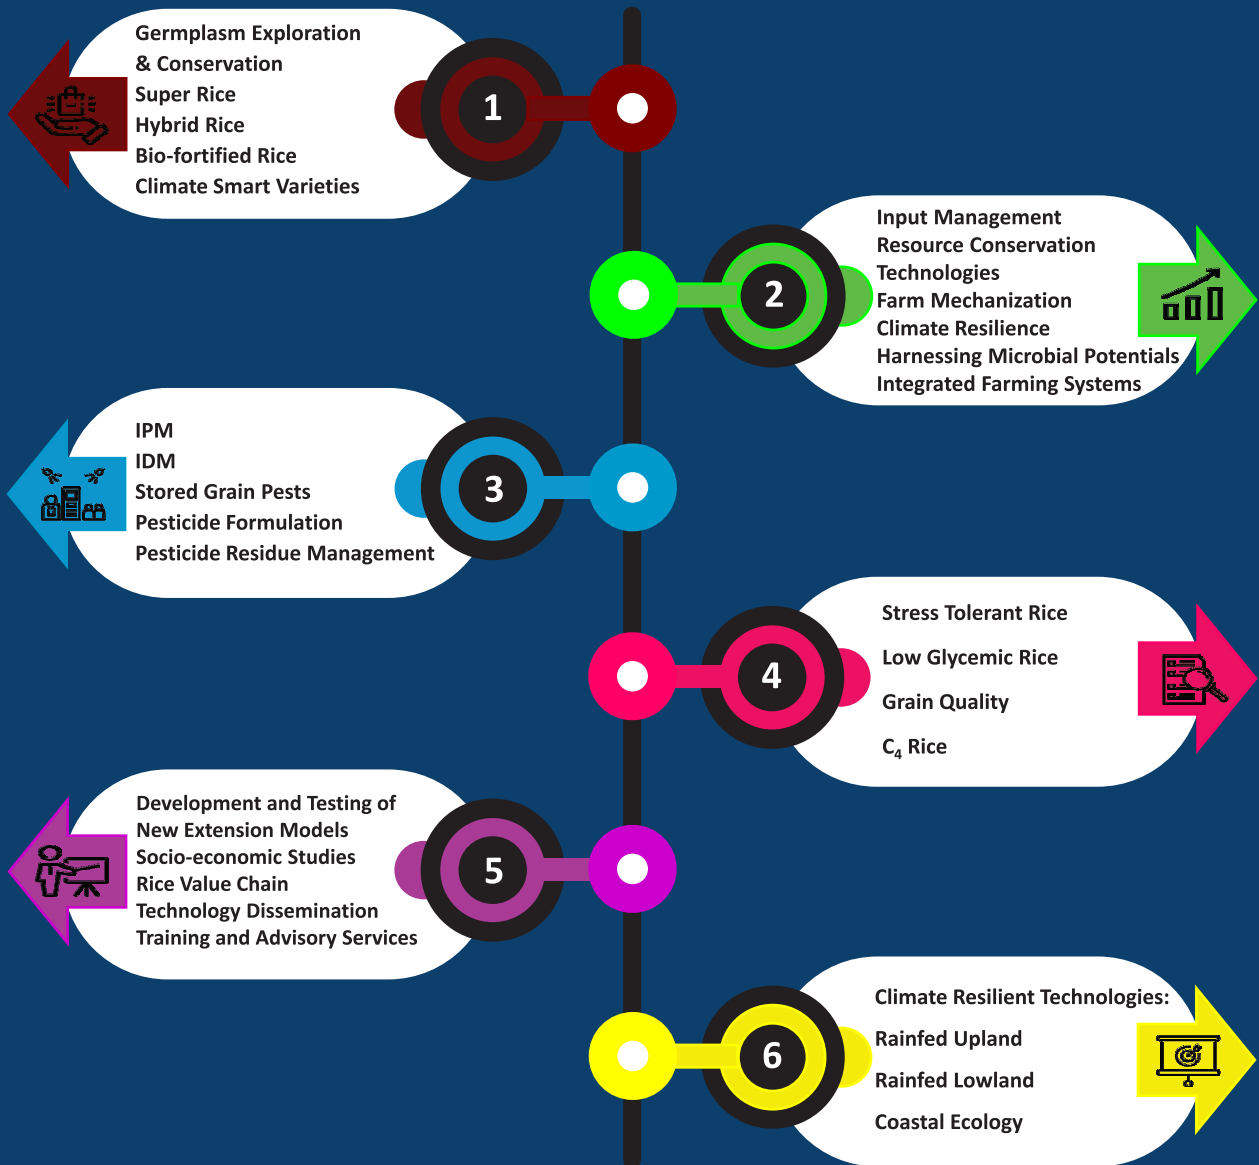 1
Germplasm Exploration
& Conservation
Super Rice
Hybrid Rice
Bio-fortified Rice
Climate Smart Varieties
2
Input Management
Resource Conservation
Technologies
Farm Mechanization
Climate Resilience
Harnessing Microbial Potentials
Integrated Farming Systems
3
IPM
IDM
Stored Grain Pests
Pesticide Formulation
Pesticide Residue Management
4
Stress Tolerant Rice
Low Glycemic Rice
Grain Quality
C₄ Rice
5
Development and Testing of
New Extension Models
Socio-economic Studies
Rice Value Chain
Technology Dissemination
Training and Advisory Services
6
Climate Resilient Technologies:
Rainfed Upland
Rainfed Lowland
Coastal Ecology